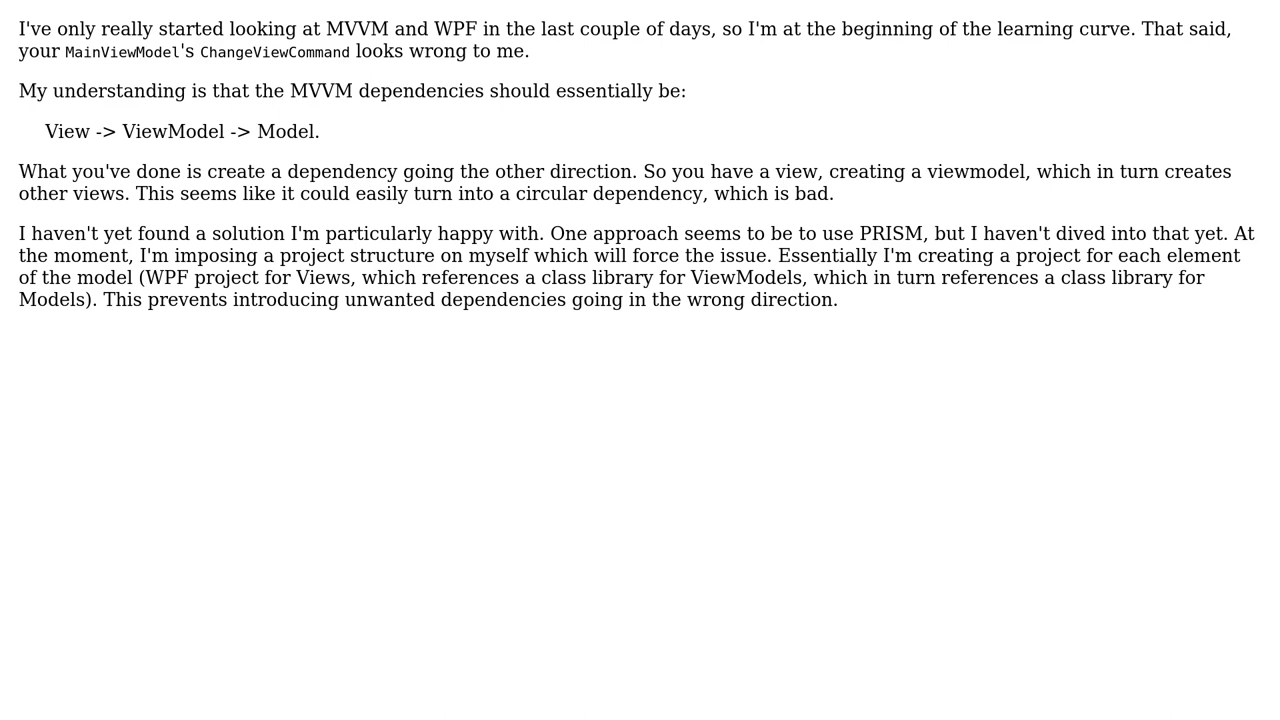 I've only really started looking at MVVM and WPF in the last couple of days, so I'm at the beginning of the learning curve. That said,
your MainViewModel's ChangeViewCommand looks wrong to me.
My understanding is that the MVVM dependencies should essentially be:
View -> ViewModel -> Model.
What you've done is create a dependency going the other direction. So you have a view, creating a viewmodel, which in turn creates
other views. This seems like it could easily turn into a circular dependency, which is bad.
I haven't yet found a solution I'm particularly happy with. One approach seems to be to use PRISM, but I haven't dived into that yet. At
the moment, I'm imposing a project structure on myself which will force the issue. Essentially I'm creating a project for each element
of the model (WPF project for Views, which references a class library for ViewModels, which in turn references a class library for
Models). This prevents introducing unwanted dependencies going in the wrong direction.